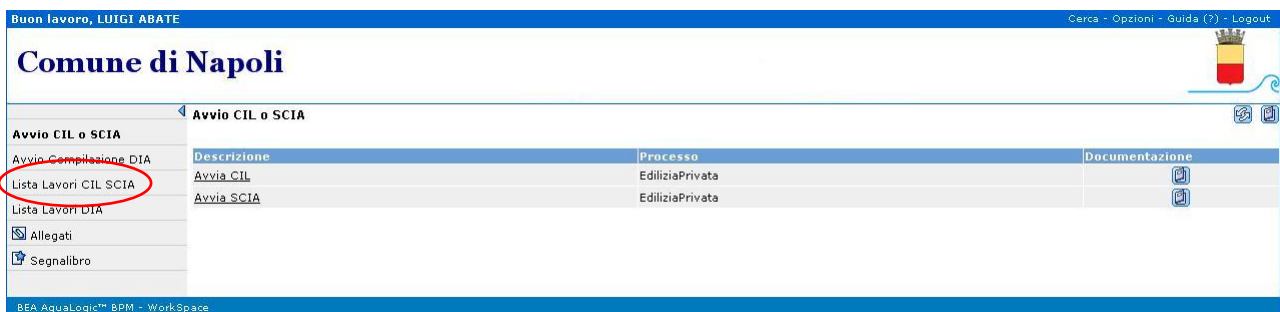 Buon lavoro, LUIGI ABATE
Cerca - Opzioni - Guida (?) - Logout
Comune di Napoli
Avvio CIL o SCIA
Avvio Compilazione DIA
Lista Lavori CIL SCIA
Lista Lavori DIA
Allegati
Segnalibro
Avvio CIL o SCIA
Descrizione Processo Documentazione
Avvia CIL EdiliziaPrivata
Avvia SCIA EdiliziaPrivata
BEA AquaLogic™ BPM - WorkSpace